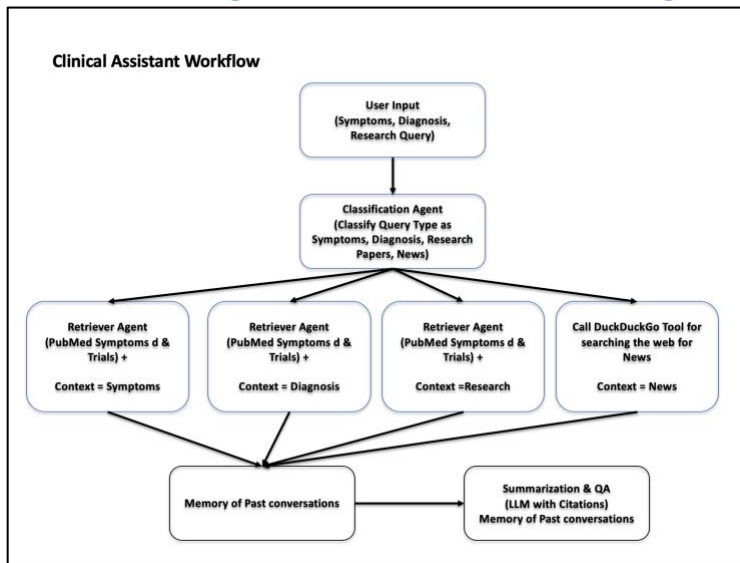 Clinical Assistant Workflow
User Input
(Symptoms, Diagnosis,
Research Query)
Classification Agent
(Classify Query Type as
Symptoms, Diagnosis, Research
Papers, News)
Retriever Agent
(PubMed Symptoms d &
Trials) +
Context = Symptoms
Retriever Agent
(PubMed Symptoms d &
Trials) +
Context = Diagnosis
Retriever Agent
(PubMed Symptoms d &
Trials) +
Context =Research
Call DuckDuckGo Tool for
searching the web for
News
Context = News
Memory of Past conversations
Summarization & QA
(LLM with Citations)
Memory of Past conversations